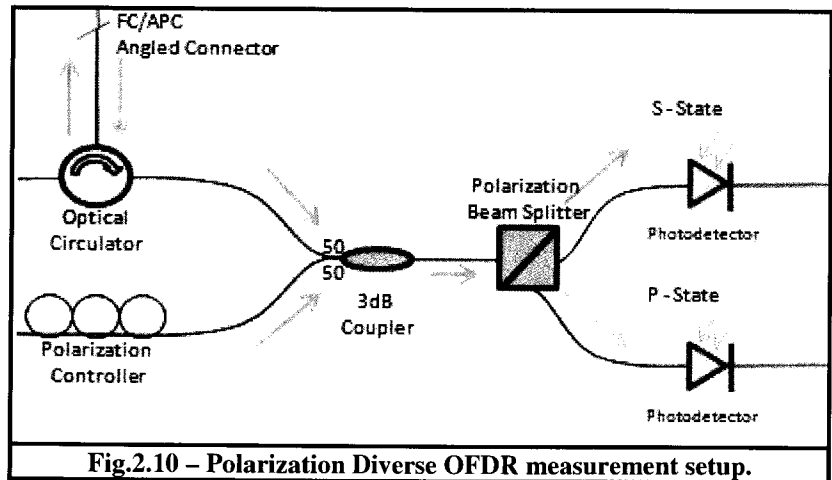 FC/APC
Angled Connector
S-State
Polarization
Beam Splitter
Optical
Circulator
Photodetector
50
50
3dB
Coupler
P-State
Polarization
Controller
Photodetector
Fig.2.10 – Polarization Diverse OFDR measurement setup.